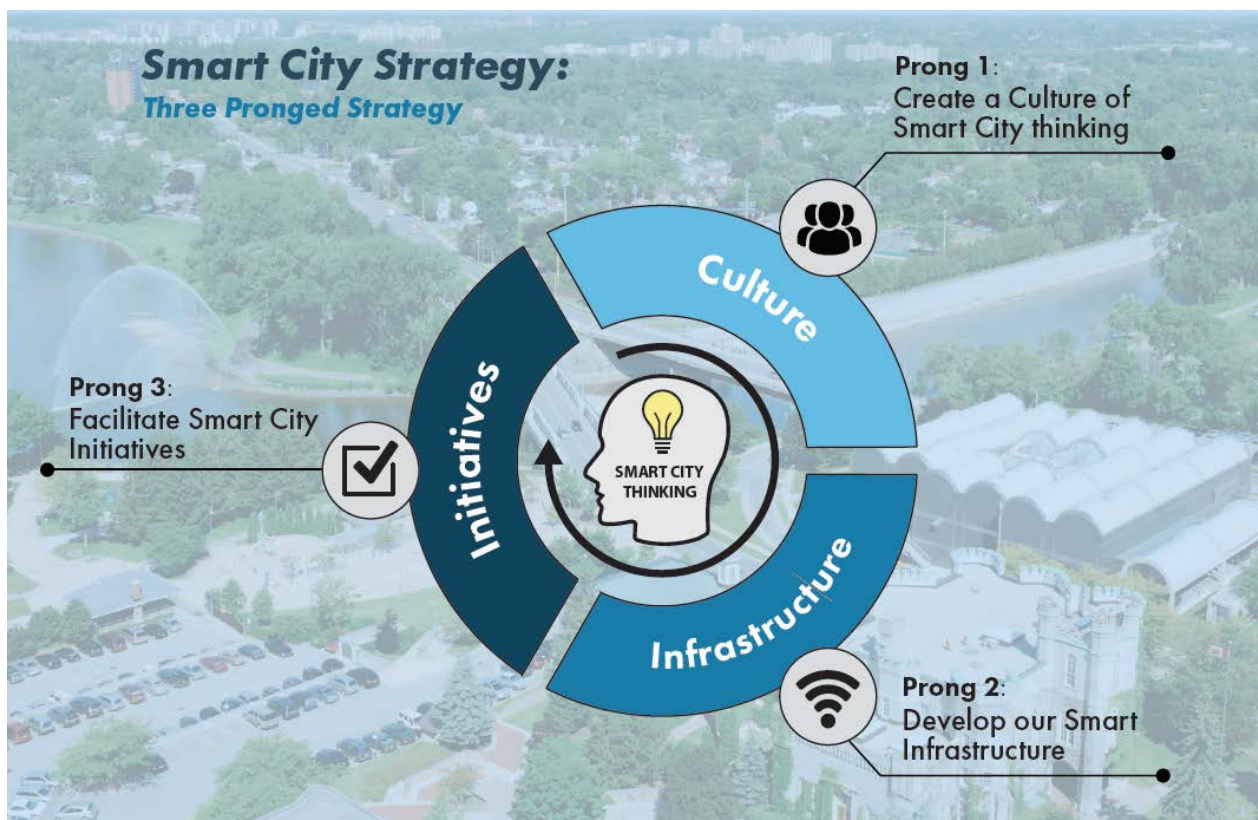 Smart City Strategy:
Three Pronged Strategy
Prong 1:
Create a Culture of
Smart City thinking
Culture
Prong 2:
Develop our Smart
Infrastructure
Infrastructure
Prong 3:
Facilitate Smart City
Initiatives
Initiatives
SMART CITY
THINKING